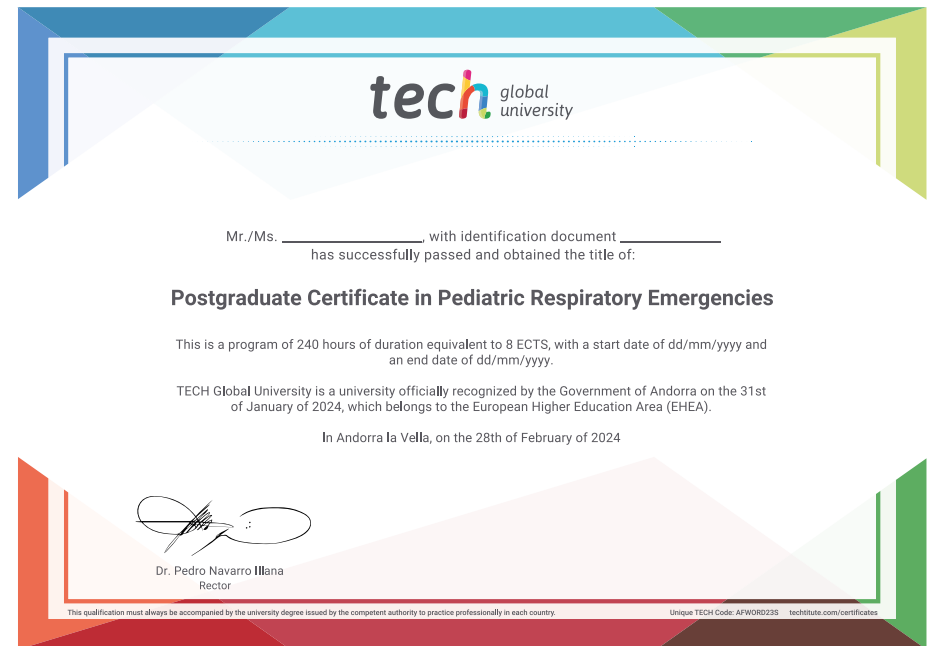 tech global
university
Mr./Ms. ____________, with identification document ____________
has successfully passed and obtained the title of:
Postgraduate Certificate in Pediatric Respiratory Emergencies
This is a program of 240 hours of duration equivalent to 8 ECTS, with a start date of dd/mm/yyyy and
an end date of dd/mm/yyyy.
TECH Global University is a university officially recognized by the Government of Andorra on the 31st
of January of 2024, which belongs to the European Higher Education Area (EHEA).
In Andorra la Vella, on the 28th of February of 2024
Dr. Pedro Navarro Illana
Rector
This qualification must always be accompanied by the university degree issued by the competent authority to practice professionally in each country.
Unique TECH Code: AFWORD23S techtitute.com/certificates